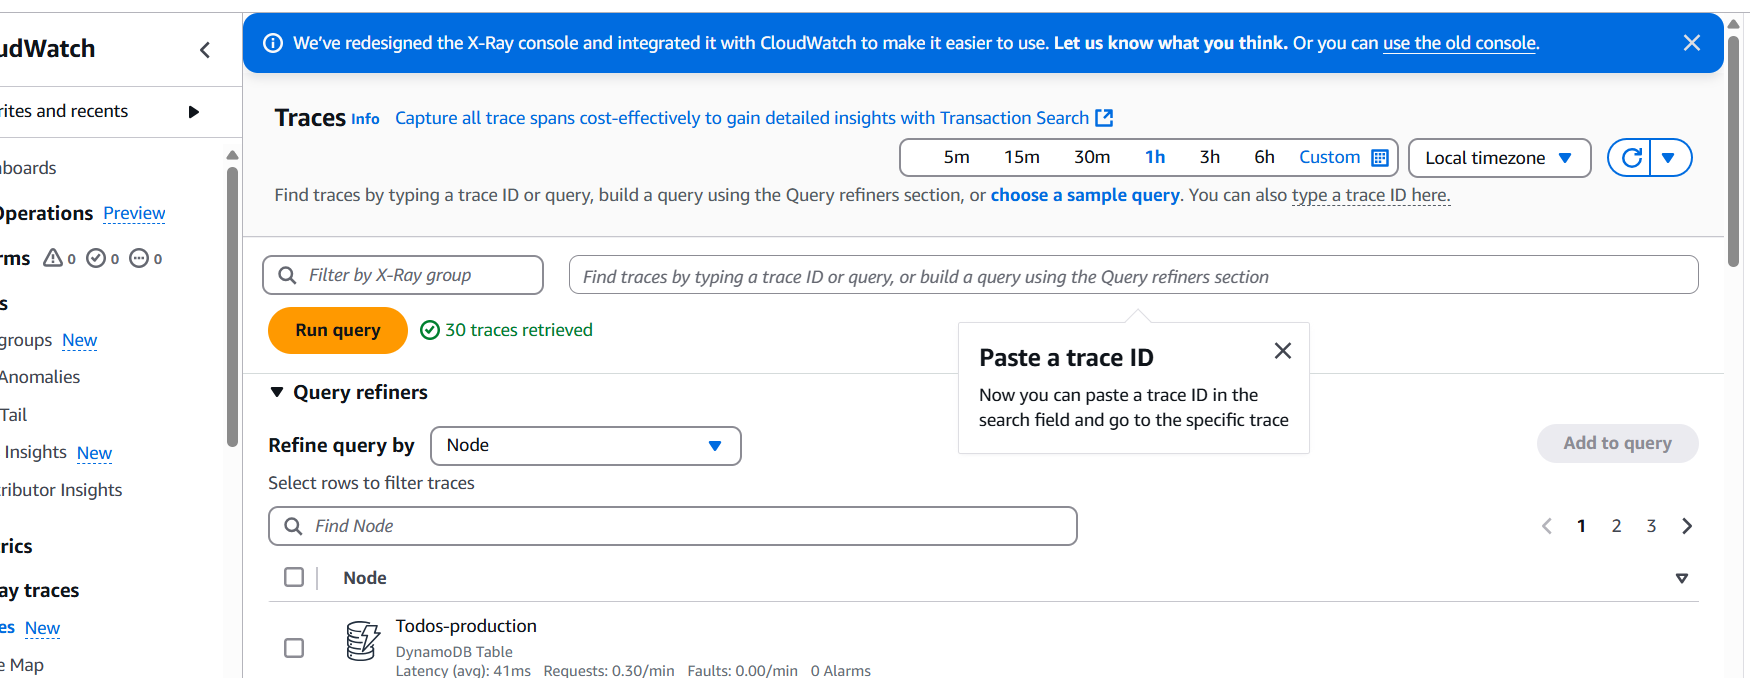 udWatch
We've redesigned the X-Ray console and integrated it with CloudWatch to make it easier to use. Let us know what you think. Or you can use the old console.
rites and recents
boards
Operations Preview
rms 0 0 0
s
groups New
Anomalies
Tail
Insights New
tributor Insights
rics
ay traces
es New
e Map
Traces Info Capture all trace spans cost-effectively to gain detailed insights with Transaction Search
5m 15m 30m 1h 3h 6h Custom Local timezone
Find traces by typing a trace ID or query, build a query using the Query refiners section, or choose a sample query. You can also type a trace ID here.
Filter by X-Ray group
Find traces by typing a trace ID or query, or build a query using the Query refiners section
Run query 30 traces retrieved
Paste a trace ID
Now you can paste a trace ID in the
search field and go to the specific trace
Query refiners
Refine query by Node
Add to query
Select rows to filter traces
Find Node
1 2 3
Node
Todos-production
DynamoDB Table
Latency (avg): 41ms Requests: 0.30/min Faults: 0.00/min 0 Alarms